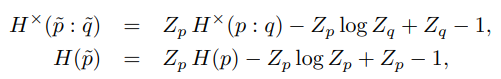 H×(p̃ : q̃) = Z_p H×(p : q) − Z_p log Z_q + Z_q − 1,
H(p̃) = Z_p H(p) − Z_p log Z_p + Z_p − 1,